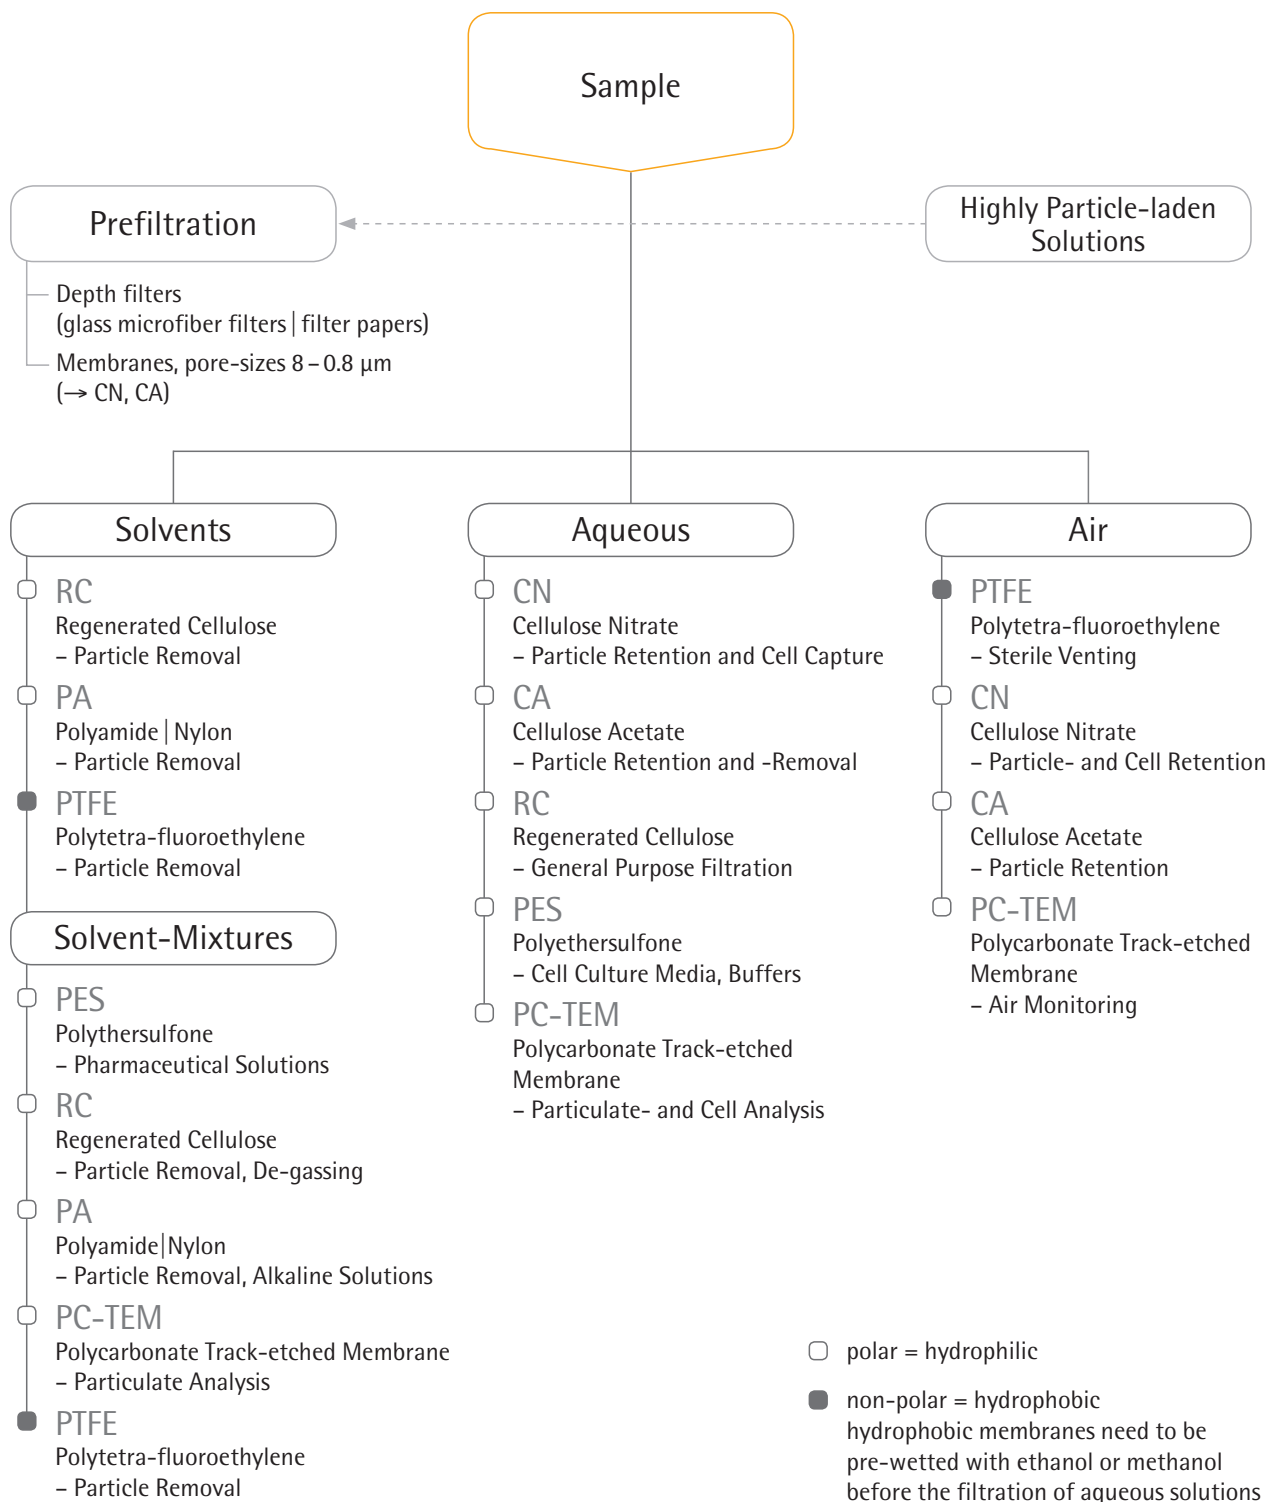 Sample
Prefiltration
Highly Particle-laden
Solutions
Depth filters
(glass microfiber filters | filter papers)
Membranes, pore-sizes 8 – 0.8 µm
(→ CN, CA)
Solvents
RC
Regenerated Cellulose
– Particle Removal
PA
Polyamide | Nylon
– Particle Removal
PTFE
Polytetra-fluoroethylene
– Particle Removal
Solvent-Mixtures
PES
Polythersulfone
– Pharmaceutical Solutions
RC
Regenerated Cellulose
– Particle Removal, De-gassing
PA
Polyamide|Nylon
– Particle Removal, Alkaline Solutions
PC-TEM
Polycarbonate Track-etched Membrane
– Particulate Analysis
PTFE
Polytetra-fluoroethylene
– Particle Removal
Aqueous
CN
Cellulose Nitrate
– Particle Retention and Cell Capture
CA
Cellulose Acetate
– Particle Retention and -Removal
RC
Regenerated Cellulose
– General Purpose Filtration
PES
Polyethersulfone
– Cell Culture Media, Buffers
PC-TEM
Polycarbonate Track-etched
Membrane
– Particulate- and Cell Analysis
Air
PTFE
Polytetra-fluoroethylene
– Sterile Venting
CN
Cellulose Nitrate
– Particle- and Cell Retention
CA
Cellulose Acetate
– Particle Retention
PC-TEM
Polycarbonate Track-etched
Membrane
– Air Monitoring
polar = hydrophilic
non-polar = hydrophobic
hydrophobic membranes need to be
pre-wetted with ethanol or methanol
before the filtration of aqueous solutions